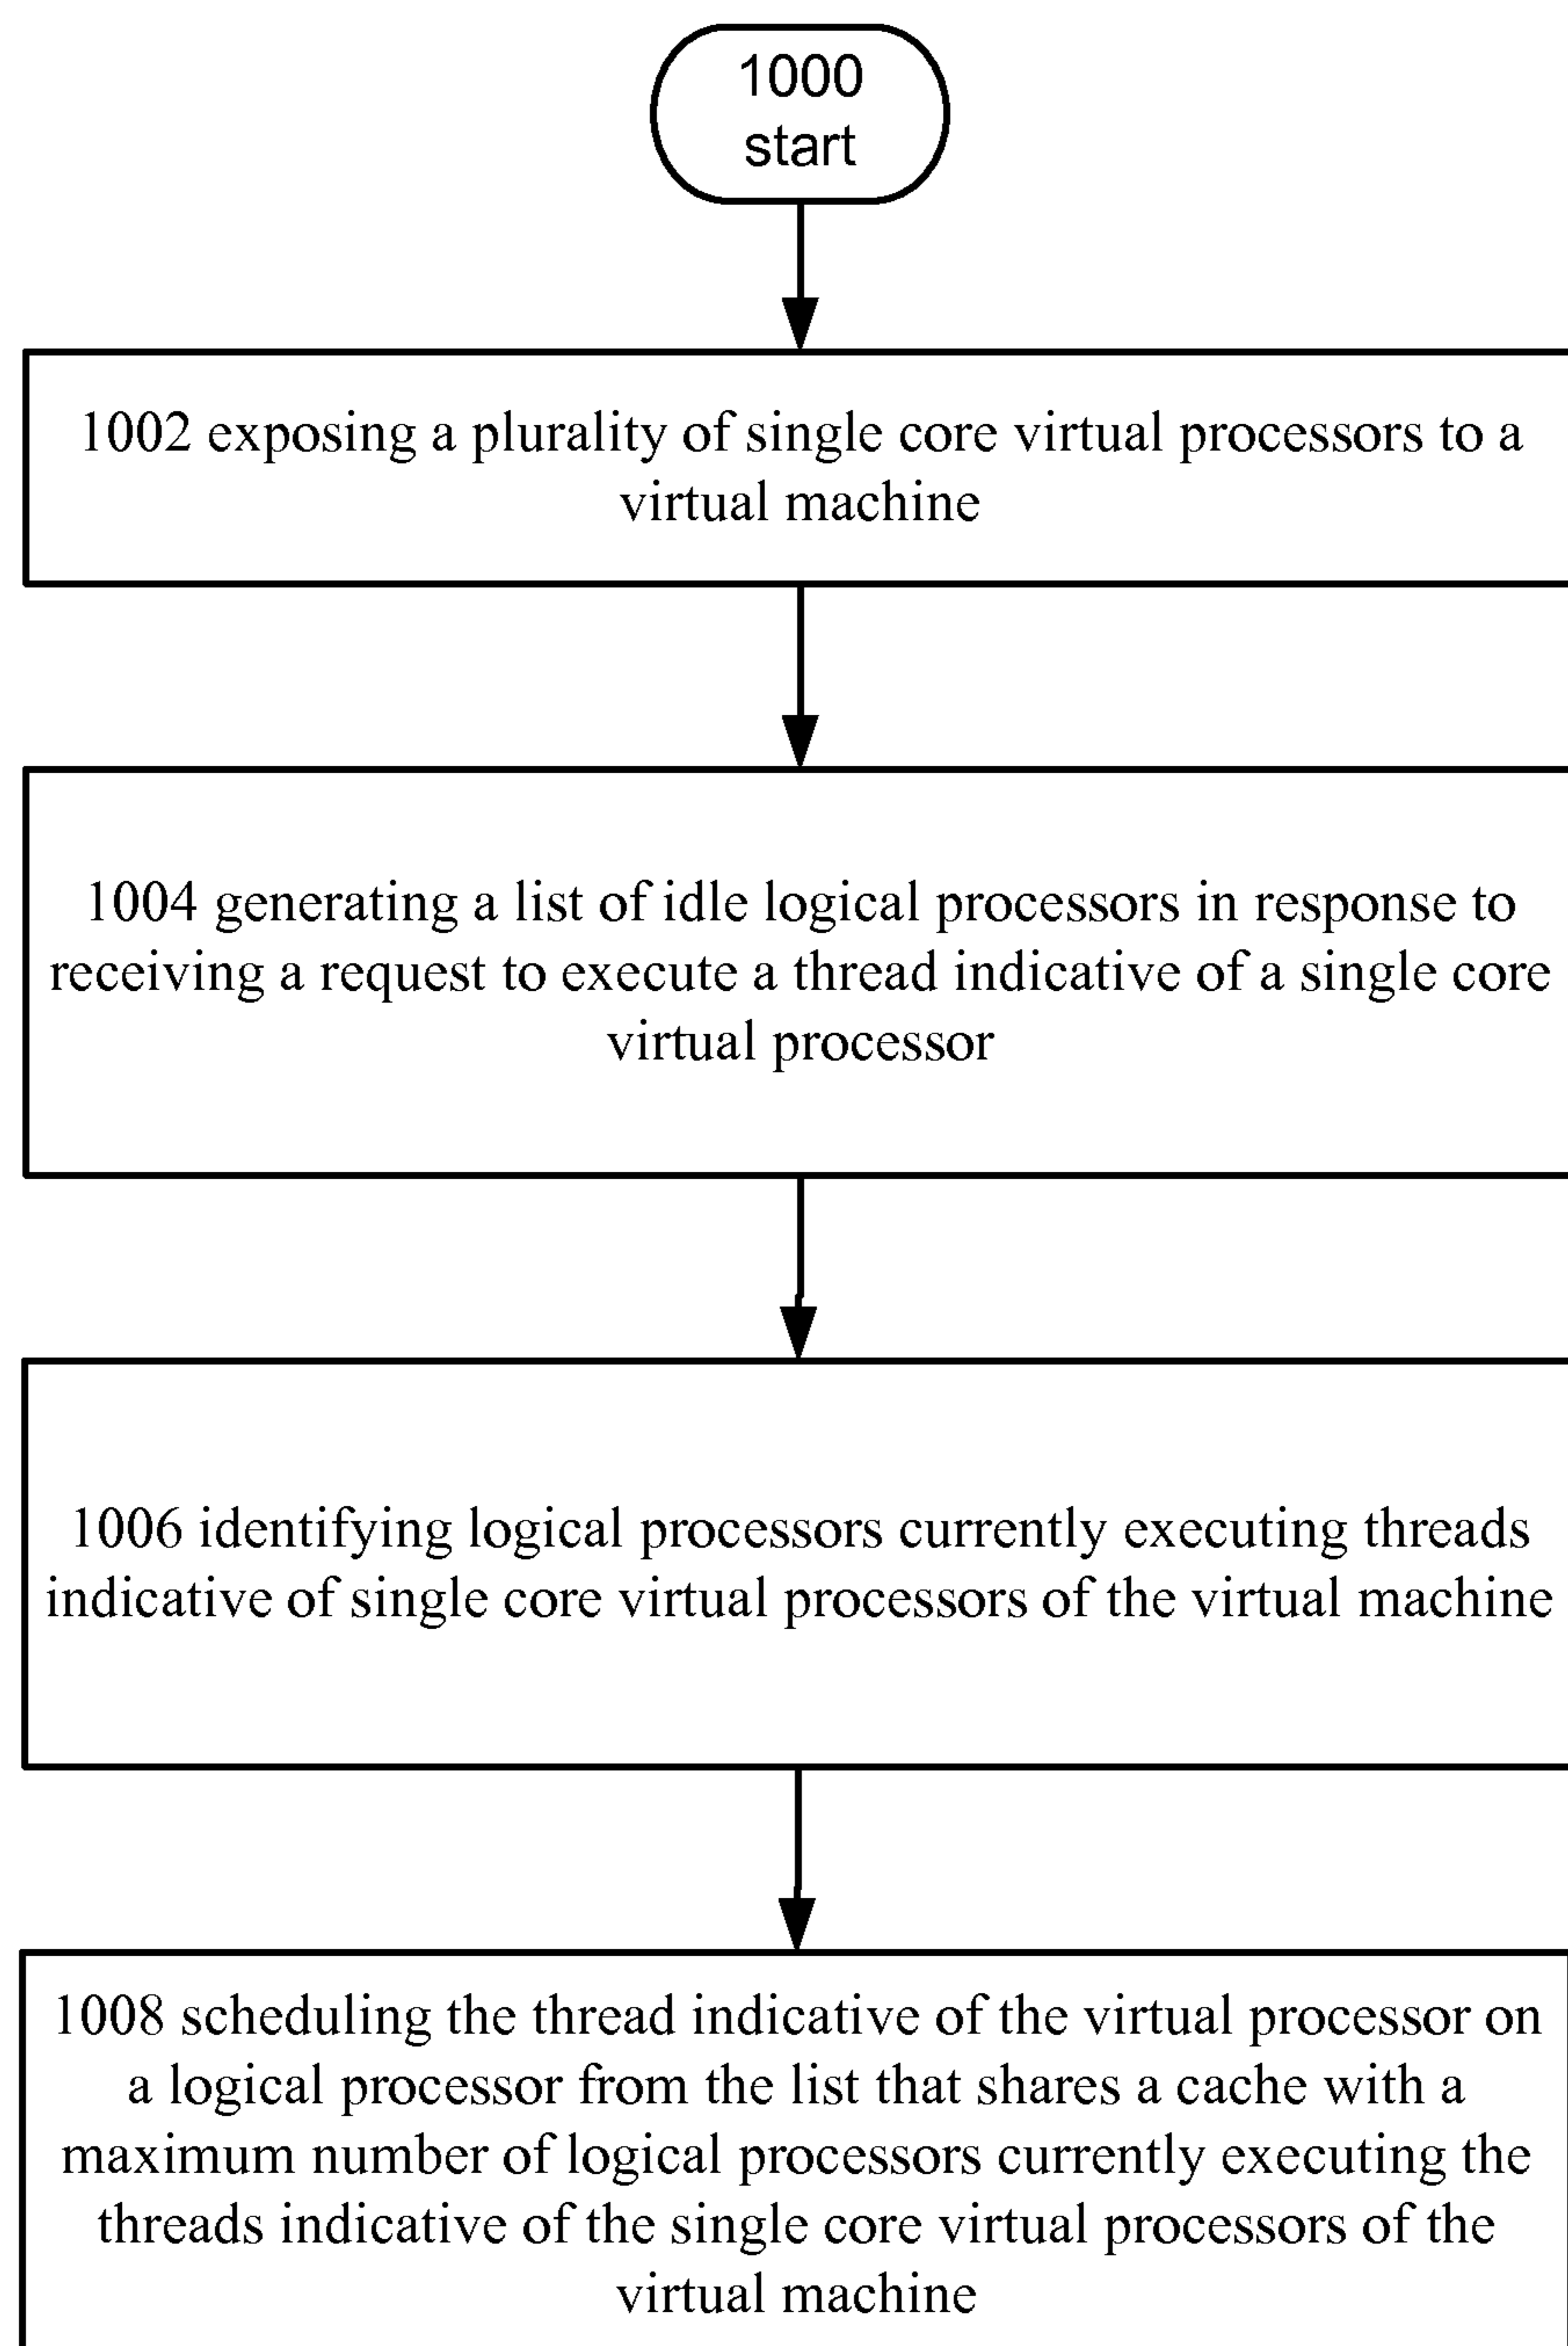 1000
start
1002 exposing a plurality of single core virtual processors to a
virtual machine
1004 generating a list of idle logical processors in response to
receiving a request to execute a thread indicative of a single core
virtual processor
1006 identifying logical processors currently executing threads
indicative of single core virtual processors of the virtual machine
1008 scheduling the thread indicative of the virtual processor on
a logical processor from the list that shares a cache with a
maximum number of logical processors currently executing the
threads indicative of the single core virtual processors of the
virtual machine